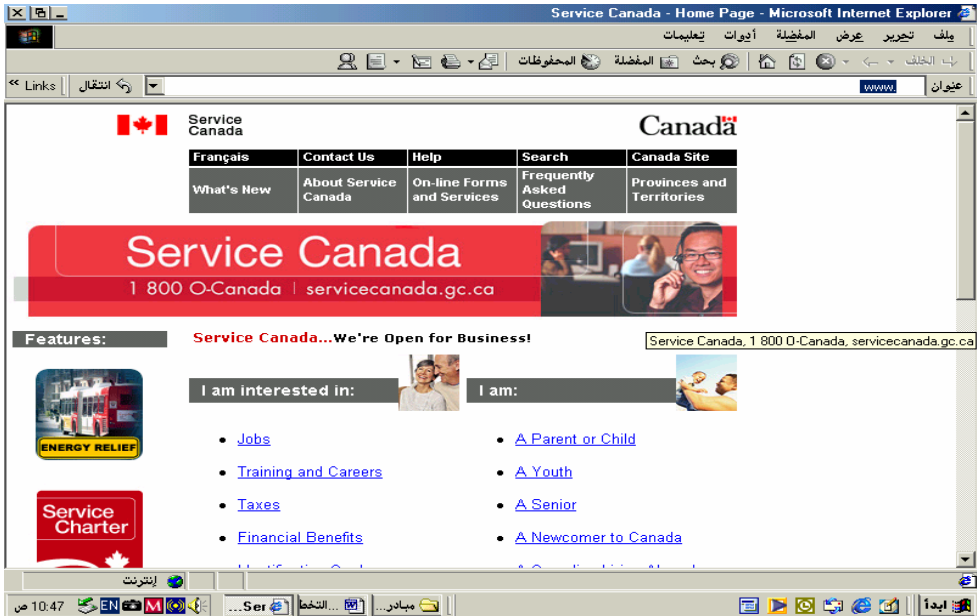 Service Canada - Home Page - Microsoft Internet Explorer
ملف تحرير عرض المفضلة أدوات تعليمات
الخلف بحث المفضلة المحفوظات
عنوان www. انتقال Links »
Service
Canada
Canada
Français Contact Us Help Search Canada Site
What's New About Service Canada On-line Forms and Services Frequently Asked Questions Provinces and Territories
Service Canada
1 800 O-Canada | servicecanada.gc.ca
Features:
Service Canada...We're Open for Business!
Service Canada, 1 800 O-Canada, servicecanada.gc.ca
I am interested in: I am:
ENERGY RELIEF
Service
Charter
• Jobs
• Training and Careers
• Taxes
• Financial Benefits
• A Parent or Child
• A Youth
• A Senior
• A Newcomer to Canada
إنترنت
ابدأ مبادر... التخط... Ser... EN 10:47 ص